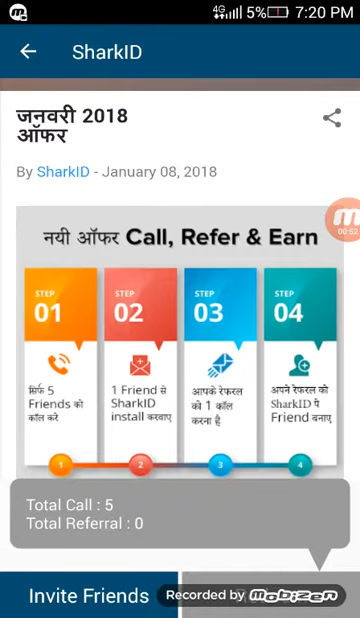 4G 5% 7:20 PM
SharkID
जनवरी 2018
ऑफर
By SharkID - January 08, 2018
00:52
नयी ऑफर Call, Refer & Earn
STEP
01
सिर्फ 5
Friends को
कॉल करे
STEP
02
1 Friend से
SharkID
install करवाए
STEP
03
आपके रेफरल
को 1 कॉल
करना है
STEP
04
अपने रेफरल को
SharkID पे
Friend बनाए
1 2 3 4
Total Call : 5
Total Referral : 0
Invite Friends
Recorded by mobizen